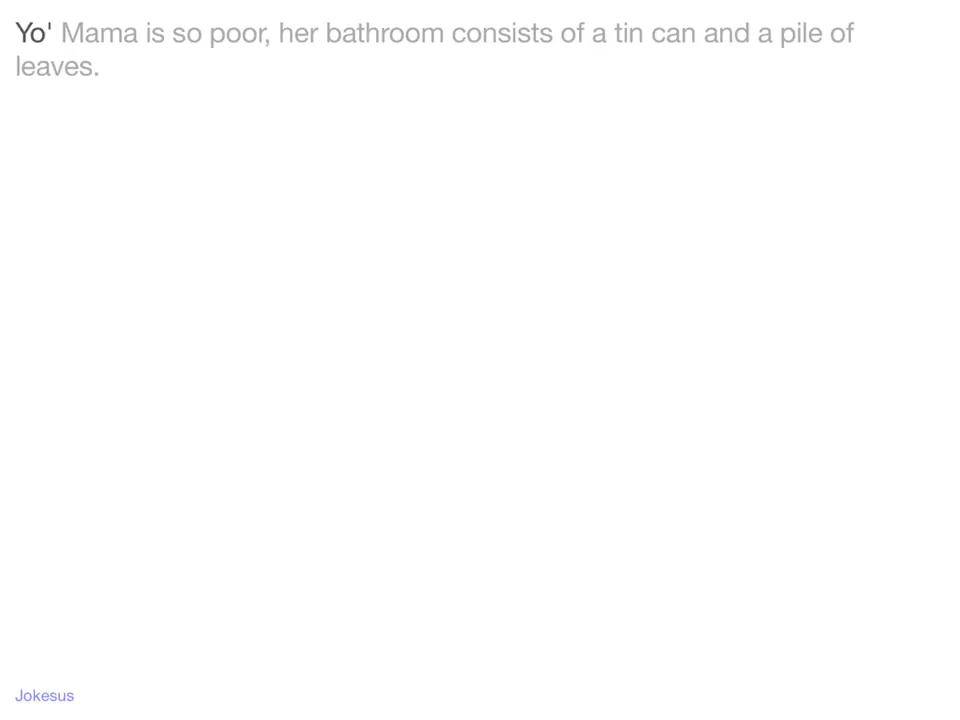 Yo' Mama is so poor, her bathroom consists of a tin can and a pile of
leaves.
Jokesus